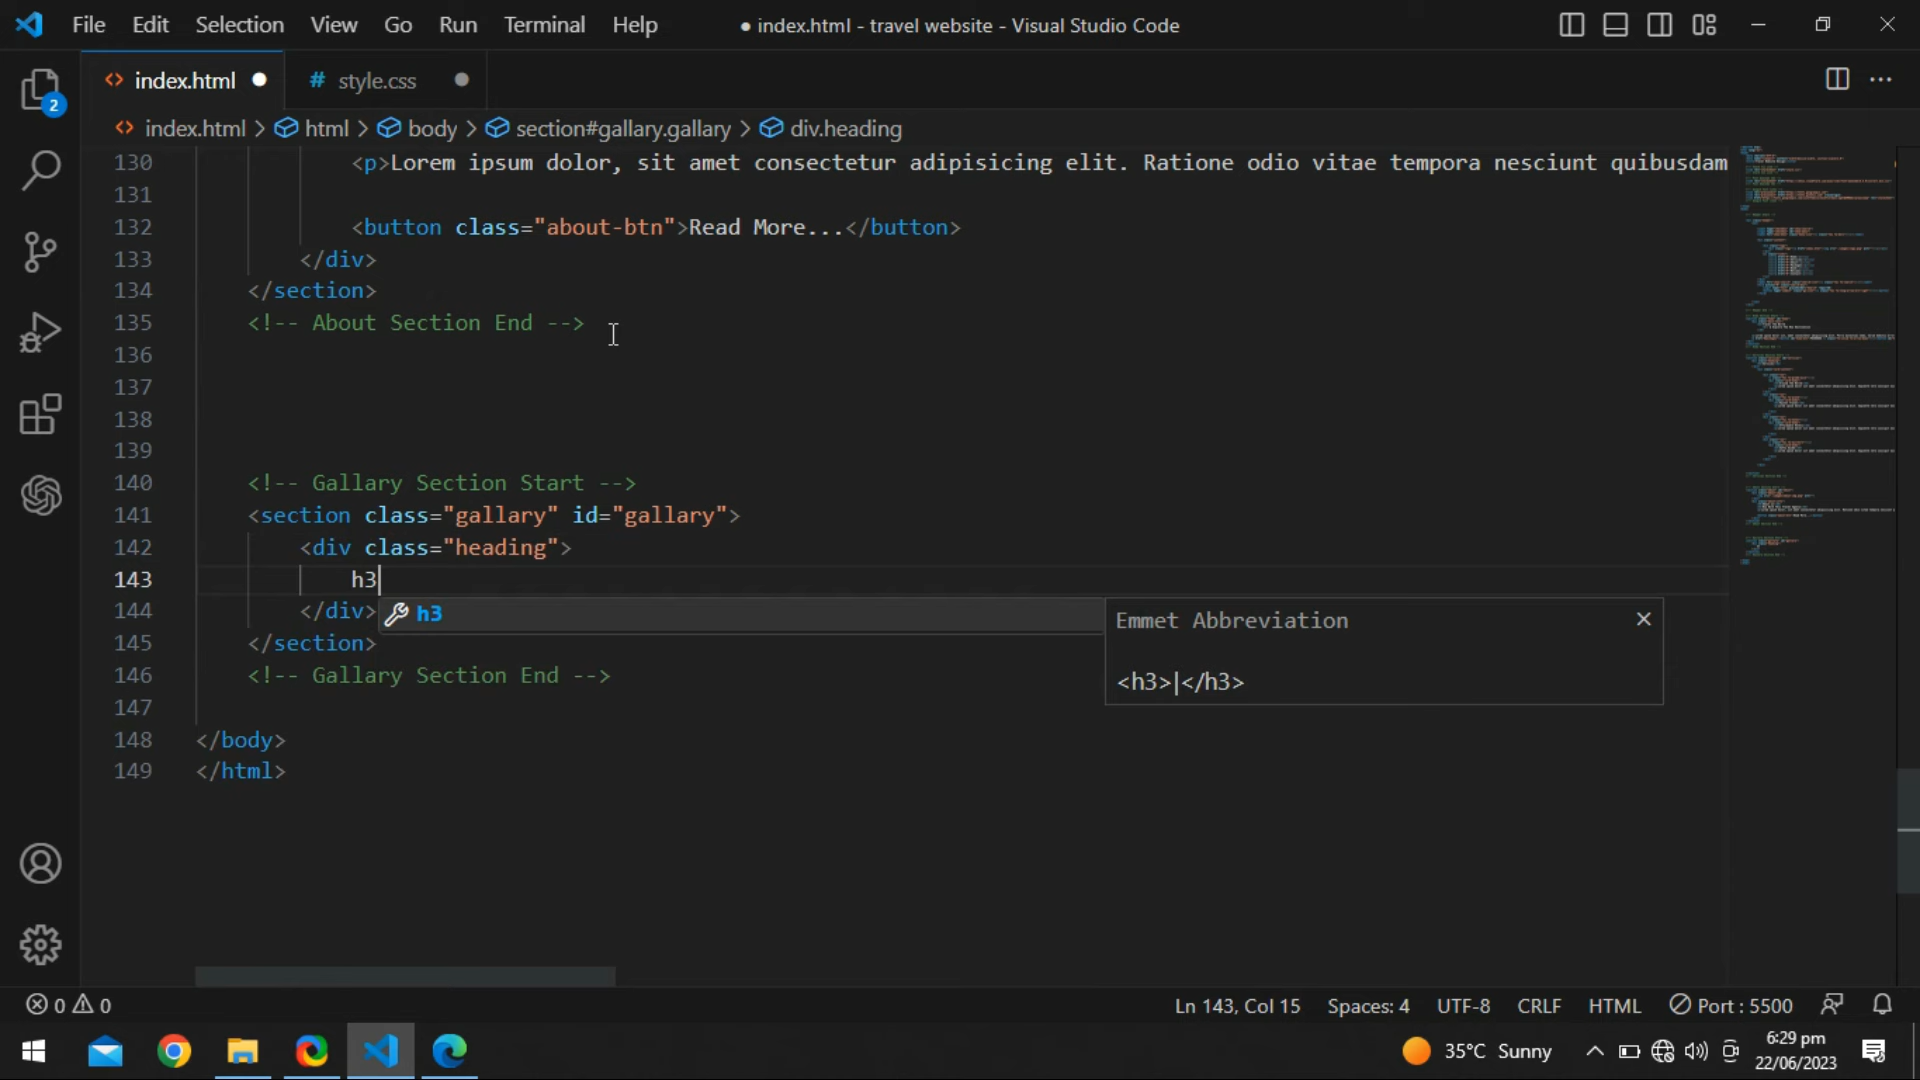 File Edit Selection View Go Run Terminal Help ● index.html - travel website - Visual Studio Code
index.html # style.css
2
index.html > html > body > section#gallary.gallary > div.heading
130 <p>Lorem ipsum dolor, sit amet consectetur adipisicing elit. Ratione odio vitae tempora nesciunt quibusdam
131
132 <button class="about-btn">Read More...</button>
133 </div>
134 </section>
135 <!-- About Section End -->
136
137
138
139
140 <!-- Gallary Section Start -->
141 <section class="gallary" id="gallary">
142 <div class="heading">
143 h3
144 </div>
h3
Emmet Abbreviation
<h3>|</h3>
145 </section>
146 <!-- Gallary Section End -->
147
148 </body>
149 </html>
0 0 Ln 143, Col 15 Spaces: 4 UTF-8 CRLF HTML Port : 5500
35°C Sunny 6:29 pm
22/06/2023